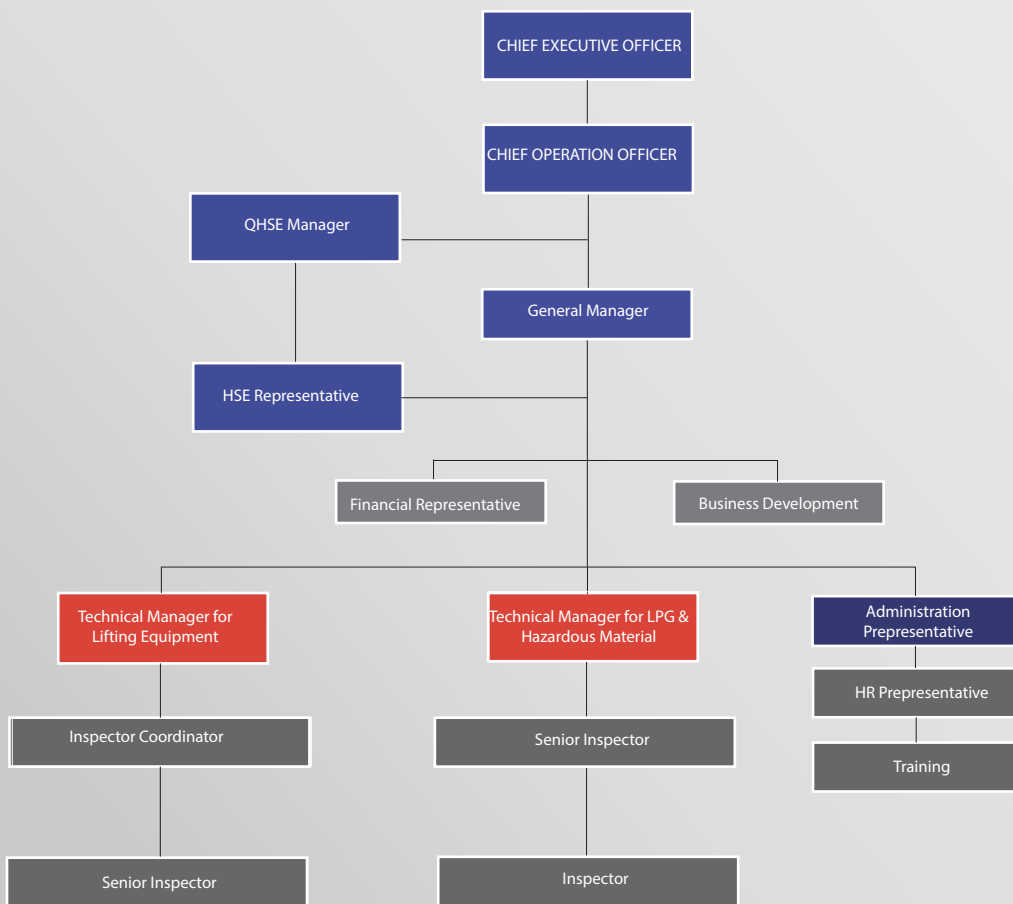 CHIEF EXECUTIVE OFFICER
CHIEF OPERATION OFFICER
QHSE Manager
General Manager
HSE Representative
Financial Representative
Business Development
Technical Manager for
Lifting Equipment
Technical Manager for LPG &
Hazardous Material
Administration
Prepresentative
HR Prepresentative
Inspector Coordinator
Senior Inspector
Training
Senior Inspector
Inspector